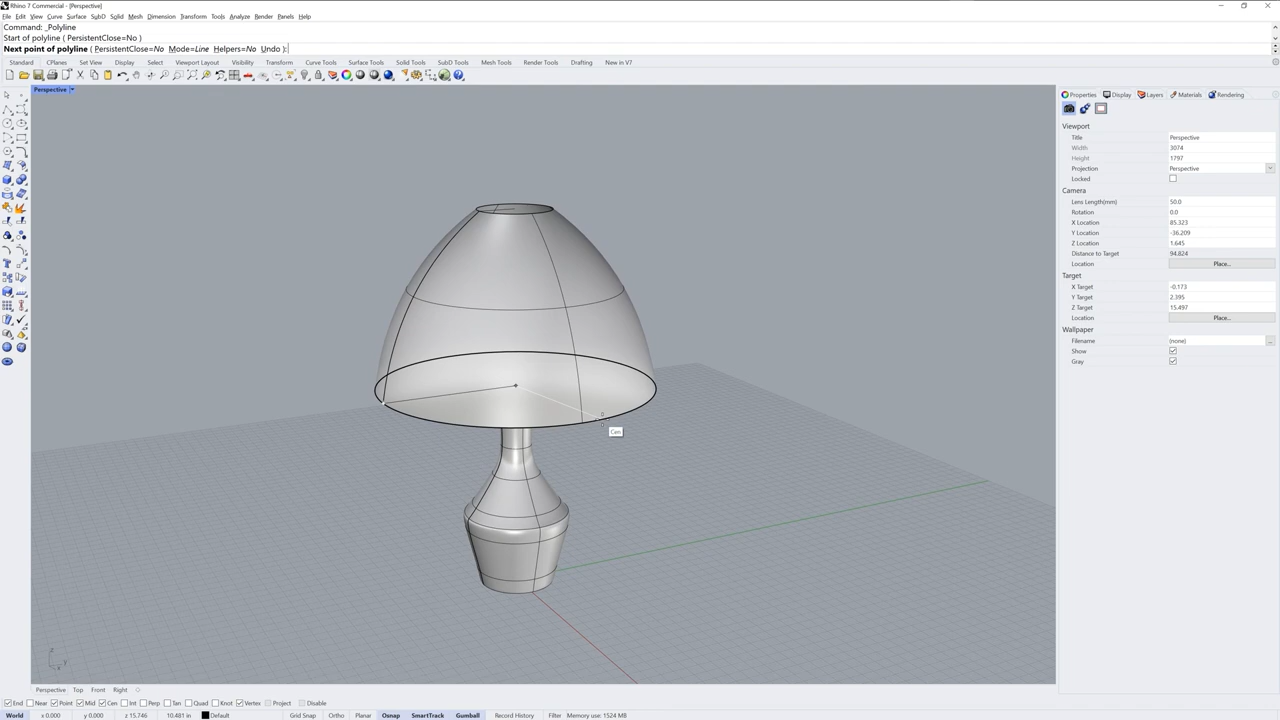 Rhino 7 Commercial - [Perspective]
File Edit View Curve Surface SubD Solid Mesh Dimension Transform Tools Analyze Render Panels Help
Command: _Polyline
Start of polyline ( PersistentClose=No )
Next point of polyline ( PersistentClose=No Mode=Line Helpers=No Undo ):
Standard CPlanes Set View Display Select Viewport Layout Visibility Transform Curve Tools Surface Tools Solid Tools SubD Tools Mesh Tools Render Tools Drafting New in V7
Perspective
Properties Display Layers Materials Rendering
Viewport
Title Perspective
Width 3074
Height 1797
Projection Perspective
Locked
Camera
Lens Length(mm) 50.0
Rotation 0.0
X Location 85.323
Y Location -36.209
Z Location 1.645
Distance to Target 94.824
Location Place...
Target
X Target -0.173
Y Target 2.395
Z Target 15.497
Location Place...
Wallpaper
Filename (none) ...
Show
Gray
Cen
z
y
x
Perspective Top Front Right
End Near Point Mid Cen Int Perp Tan Quad Knot Vertex Project Disable
World x 0.000 y 0.000 z 15.746 10.481 in Default Grid Snap Ortho Planar Osnap SmartTrack Gumball Record History Filter Memory use: 1524 MB